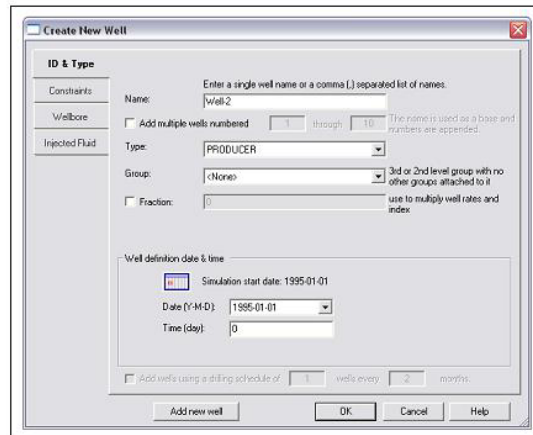 Create New Well
ID & Type
Constraints
Wellbore
Injected Fluid
Enter a single well name or a comma (,) separated list of names.
Name: Well-2
Add multiple wells numbered 1 through 10 The name is used as a base and
numbers are appended.
Type: PRODUCER
Group: <None> 3rd or 2nd level group with no
other groups attached to it
Fraction: 0 use to multiply well rates and
index
Well definition date & time
Simulation start date: 1995-01-01
Date (Y-M-D): 1995-01-01
Time (day): 0
Add wells using a drilling schedule of 1 wells every 2 months.
Add new well OK Cancel Help